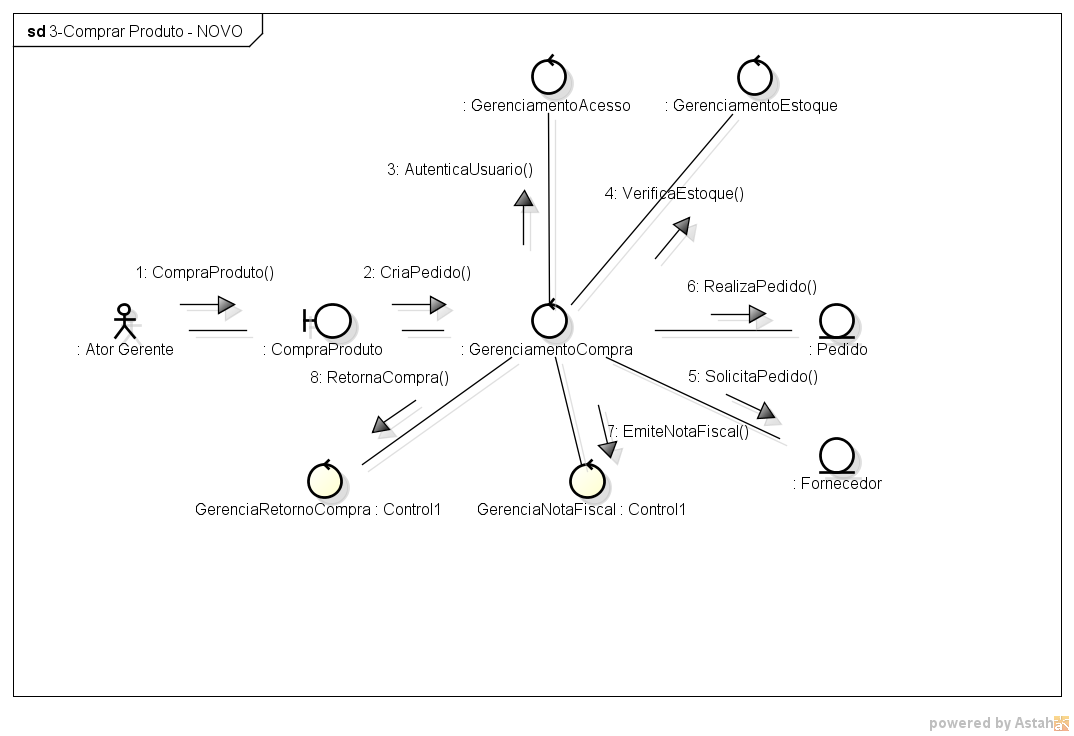 sd 3-Comprar Produto - NOVO
: GerenciamentoAcesso
: GerenciamentoEstoque
3: AutenticaUsuario()
4: VerificaEstoque()
1: CompraProduto()
2: CriaPedido()
6: RealizaPedido()
: Ator Gerente
: CompraProduto
: GerenciamentoCompra
: Pedido
8: RetornaCompra()
5: SolicitaPedido()
7: EmiteNotaFiscal()
: Fornecedor
GerenciaRetornoCompra : Control1
GerenciaNotaFiscal : Control1
powered by Astah